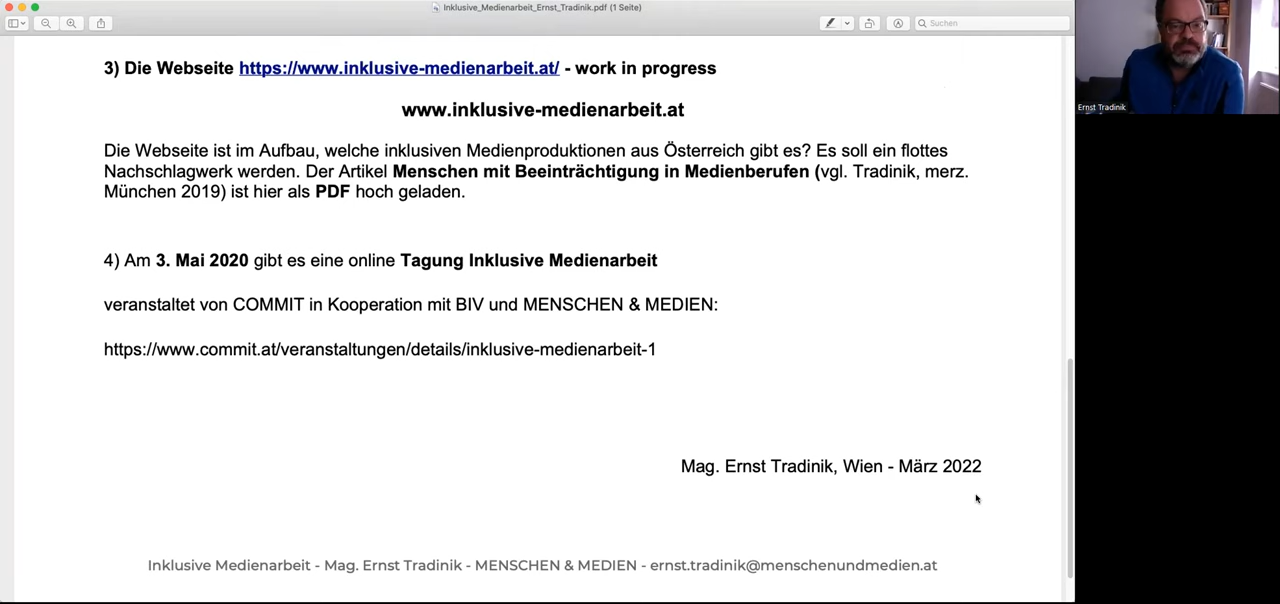 Inklusive_Medienarbeit_Ernst_Tradinik.pdf (1 Seite)
Suchen
3) Die Webseite https://www.inklusive-medienarbeit.at/ - work in progress
www.inklusive-medienarbeit.at
Die Webseite ist im Aufbau, welche inklusiven Medienproduktionen aus Österreich gibt es? Es soll ein flottes
Nachschlagwerk werden. Der Artikel Menschen mit Beeinträchtigung in Medienberufen (vgl. Tradinik, merz.
München 2019) ist hier als PDF hoch geladen.
4) Am 3. Mai 2020 gibt es eine online Tagung Inklusive Medienarbeit
veranstaltet von COMMIT in Kooperation mit BIV und MENSCHEN & MEDIEN:
https://www.commit.at/veranstaltungen/details/inklusive-medienarbeit-1
Mag. Ernst Tradinik, Wien - März 2022
Inklusive Medienarbeit - Mag. Ernst Tradinik - MENSCHEN & MEDIEN - ernst.tradinik@menschenundmedien.at
Ernst Tradinik